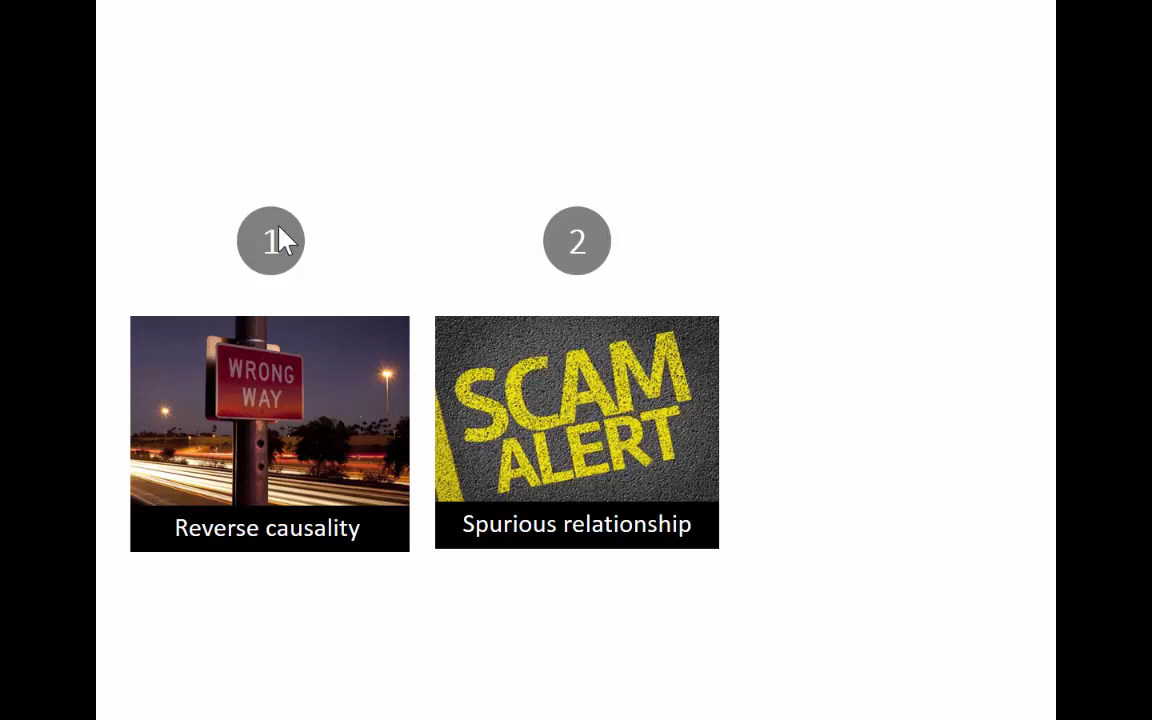 1
2
WRONG
WAY
Reverse causality
SCAM
ALERT
Spurious relationship